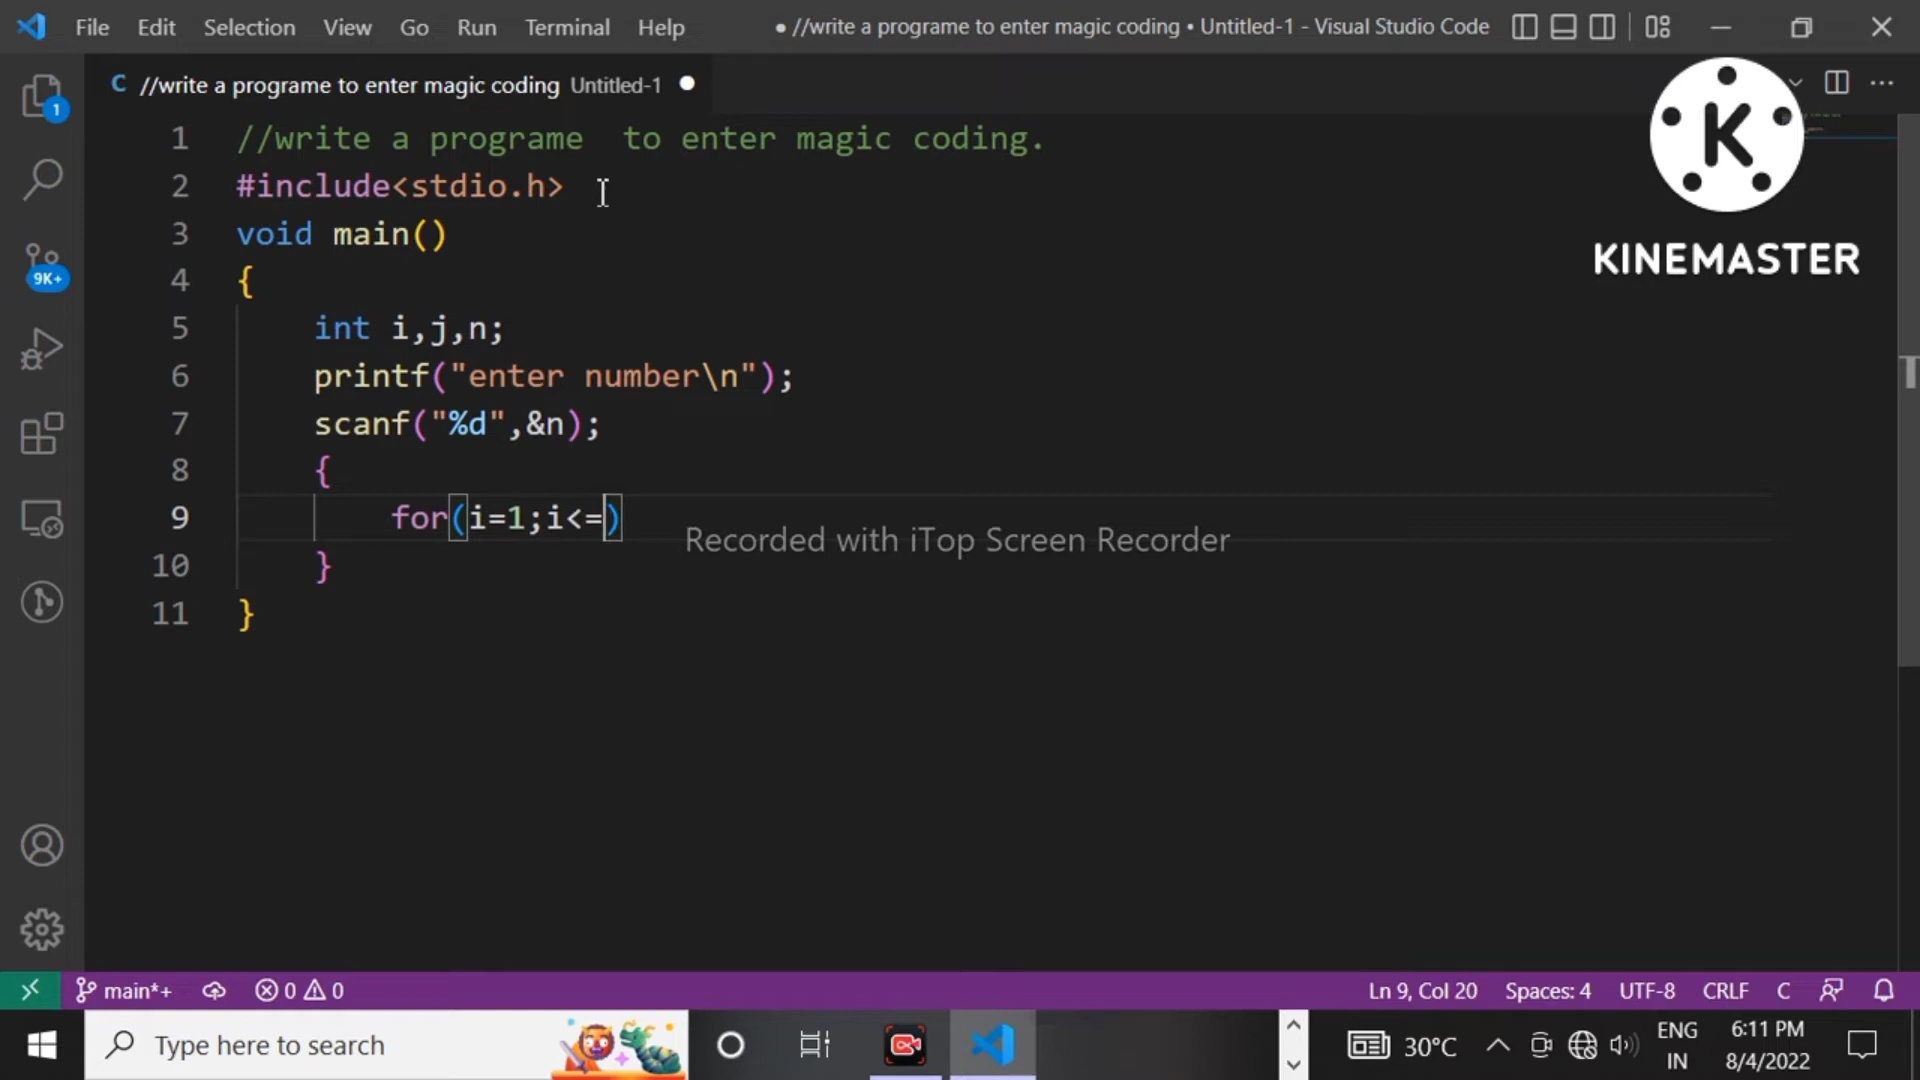 File Edit Selection View Go Run Terminal Help ● //write a programe to enter magic coding • Untitled-1 - Visual Studio Code
C //write a programe to enter magic coding Untitled-1 ●
1
K
KINEMASTER
1 //write a programe  to enter magic coding.
2 #include<stdio.h>
3 void main()
4 {
5 int i,j,n;
6 printf("enter number\n");
7 scanf("%d",&n);
8 {
9 for(i=1;i<=)
10 }
11 }
9K+
Recorded with iTop Screen Recorder
main*+ 0 0 Ln 9, Col 20 Spaces: 4 UTF-8 CRLF C
Type here to search 30°C ENG 6:11 PM
IN 8/4/2022